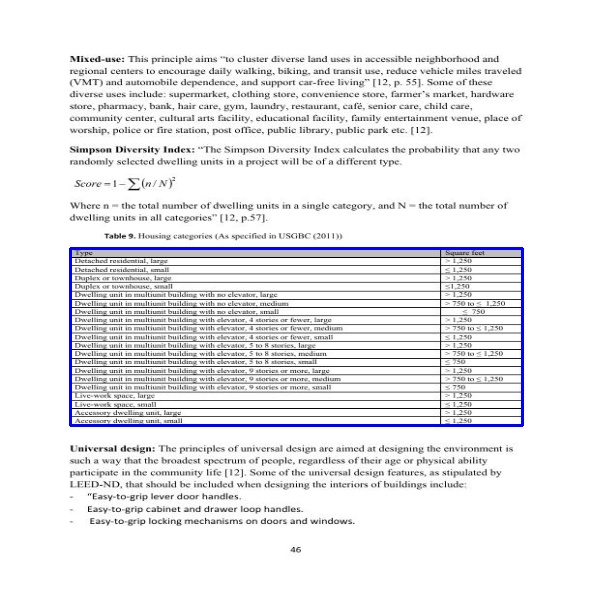 Mixed-use: This principle aims "to cluster diverse land uses in accessible neighborhood and
regional centers to encourage daily walking, biking, and transit use, reduce vehicle miles traveled
(VMT) and automobile dependence, and support car-free living" [12, p. 55]. Some of these
diverse uses include: supermarket, clothing store, convenience store, farmer's market, hardware
store, pharmacy, bank, hair care, gym, laundry, restaurant, café, senior care, child care,
community center, cultural arts facility, educational facility, family entertainment venue, place of
worship, police or fire station, post office, public library, public park etc. [12].
Simpson Diversity Index: "The Simpson Diversity Index calculates the probability that any two
randomly selected dwelling units in a project will be of a different type.
Score = 1 − ∑(n / N)²
Where n = the total number of dwelling units in a single category, and N = the total number of
dwelling units in all categories" [12, p.57].
Table 9. Housing categories (As specified in USGBC (2011))
Type Square feet
Detached residential, large > 1,250
Detached residential, small ≤ 1,250
Duplex or townhouse, large > 1,250
Duplex or townhouse, small ≤1,250
Dwelling unit in multiunit building with no elevator, large > 1,250
Dwelling unit in multiunit building with no elevator, medium > 750 to ≤ 1,250
Dwelling unit in multiunit building with no elevator, small ≤ 750
Dwelling unit in multiunit building with elevator, 4 stories or fewer, large > 1,250
Dwelling unit in multiunit building with elevator, 4 stories or fewer, medium > 750 to ≤ 1,250
Dwelling unit in multiunit building with elevator, 4 stories or fewer, small ≤ 1,250
Dwelling unit in multiunit building with elevator, 5 to 8 stories, large > 1,250
Dwelling unit in multiunit building with elevator, 5 to 8 stories, medium > 750 to ≤ 1,250
Dwelling unit in multiunit building with elevator, 5 to 8 stories, small ≤ 750
Dwelling unit in multiunit building with elevator, 9 stories or more, large > 1,250
Dwelling unit in multiunit building with elevator, 9 stories or more, medium > 750 to ≤ 1,250
Dwelling unit in multiunit building with elevator, 9 stories or more, small ≤ 750
Live-work space, large > 1,250
Live-work space, small ≤ 1,250
Accessory dwelling unit, large > 1,250
Accessory dwelling unit, small ≤ 1,250
Universal design: The principles of universal design are aimed at designing the environment is
such a way that the broadest spectrum of people, regardless of their age or physical ability
participate in the community life [12]. Some of the universal design features, as stipulated by
LEED-ND, that should be included when designing the interiors of buildings include:
- "Easy-to-grip lever door handles.
- Easy-to-grip cabinet and drawer loop handles.
- Easy-to-grip locking mechanisms on doors and windows.
46